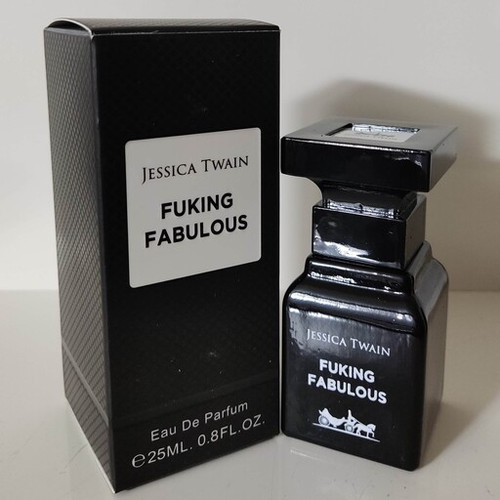 JESSICA TWAIN
FUKING
FABULOUS
Eau De Parfum
℮25ML. 0.8FL.OZ.
JESSICA TWAIN
FUKING
FABULOUS